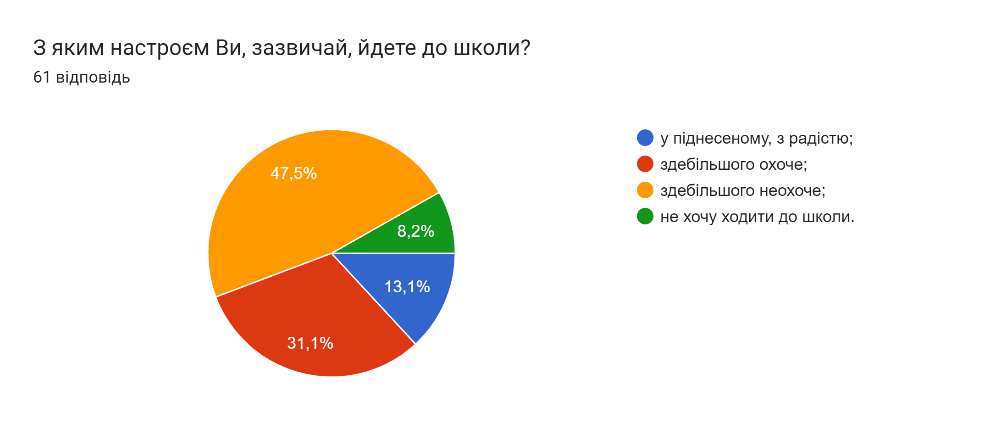 З яким настроєм Ви, зазвичай, йдете до школи?
61 відповідь
у піднесеному, з радістю;
здебільшого охоче;
здебільшого неохоче;
не хочу ходити до школи.
47,5%
8,2%
13,1%
31,1%